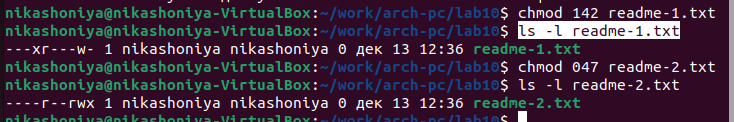 nikashoniya@nikashoniya-VirtualBox:~/work/arch-pc/lab10$ chmod 142 readme-1.txt
nikashoniya@nikashoniya-VirtualBox:~/work/arch-pc/lab10$ ls -l readme-1.txt
---xr---w- 1 nikashoniya nikashoniya 0 дек 13 12:36 readme-1.txt
nikashoniya@nikashoniya-VirtualBox:~/work/arch-pc/lab10$ chmod 047 readme-2.txt
nikashoniya@nikashoniya-VirtualBox:~/work/arch-pc/lab10$ ls -l readme-2.txt
----r--rwx 1 nikashoniya nikashoniya 0 дек 13 12:36 readme-2.txt
nikashoniya@nikashoniya-VirtualBox:~/work/arch-pc/lab10$